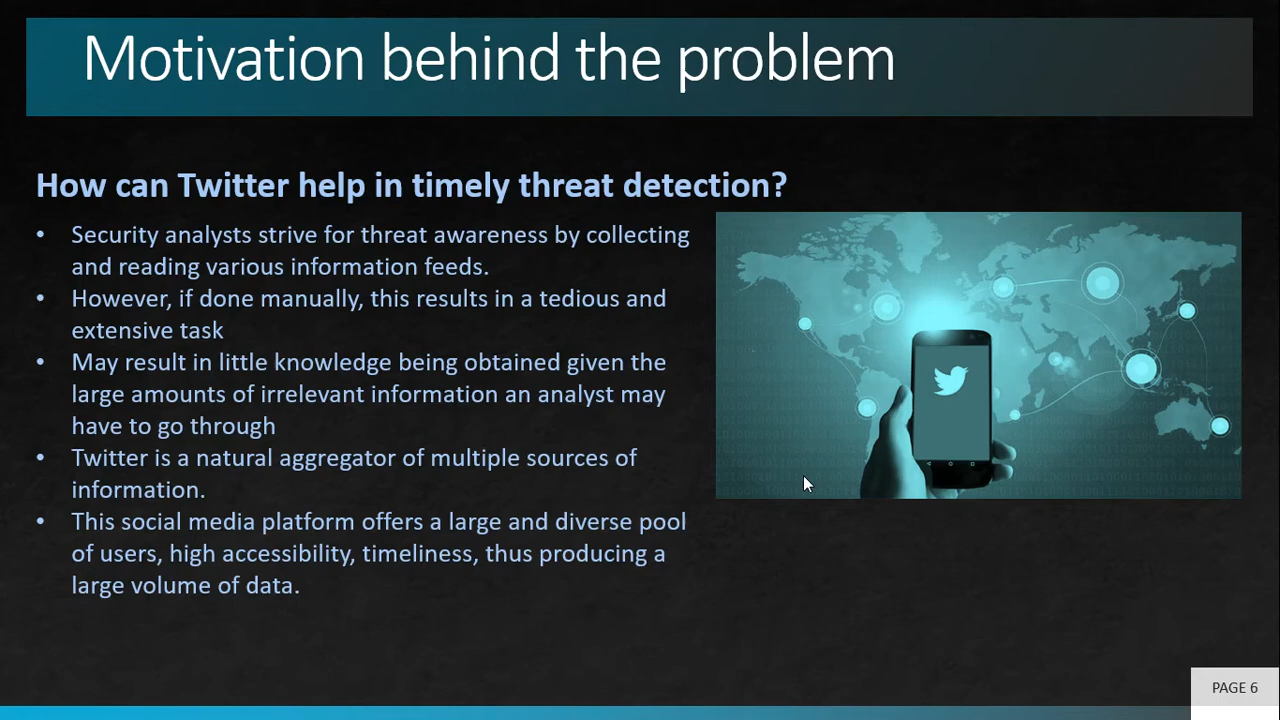 Motivation behind the problem
How can Twitter help in timely threat detection?
• Security analysts strive for threat awareness by collecting
and reading various information feeds.
• However, if done manually, this results in a tedious and
extensive task
• May result in little knowledge being obtained given the
large amounts of irrelevant information an analyst may
have to go through
• Twitter is a natural aggregator of multiple sources of
information.
• This social media platform offers a large and diverse pool
of users, high accessibility, timeliness, thus producing a
large volume of data.
PAGE 6